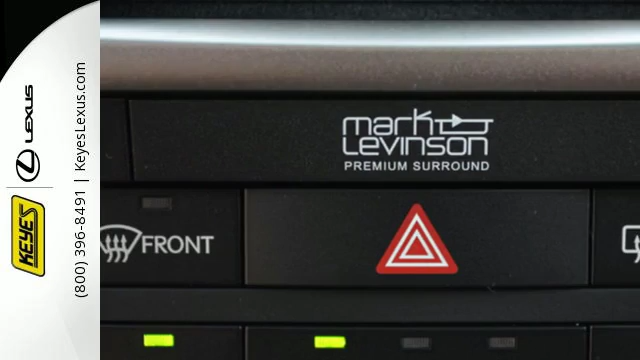 LEXUS
KEYES
(800) 396-8491 | KeyesLexus.com
mark
Levinson
PREMIUM SURROUND
FRONT